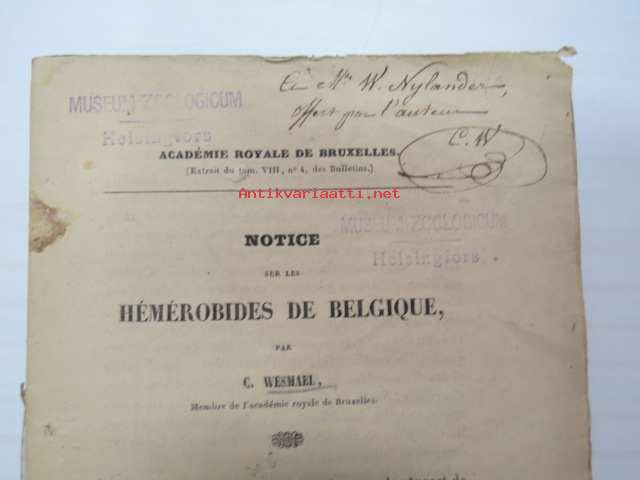 à Mr W. Nylander,
offert par l'auteur
C. W
MUSEUM ZOOLOGICUM
Helsingfors
ACADÉMIE ROYALE DE BRUXELLES.
(Extrait du tom. VIII, n° 4, des Bulletins.)
Antikvariaatti.net
NOTICE
MUSEUM ZOOLOGICUM
Helsingfors
SUR LES
HÉMÉROBIDES DE BELGIQUE,
PAR
C. WESMAEL,
Membre de l'académie royale de Bruxelles.